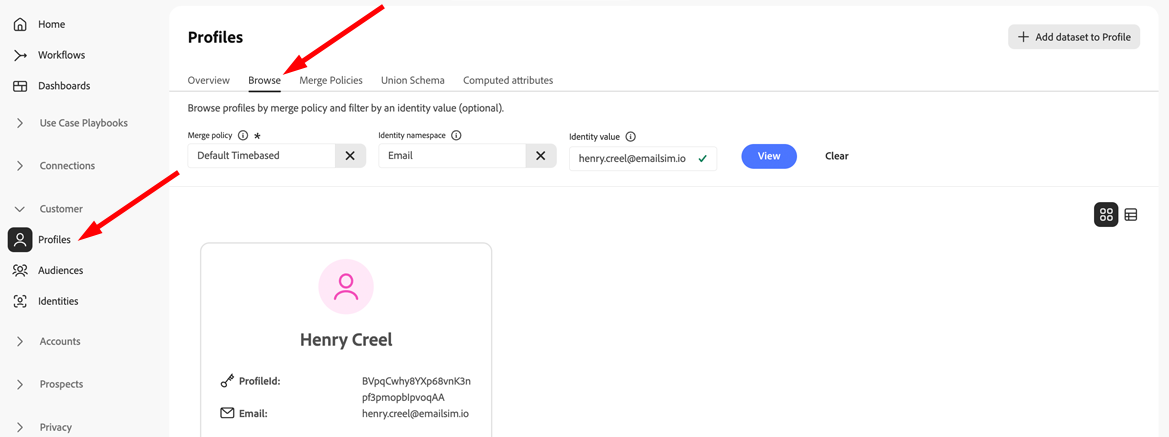 Home
Workflows
Dashboards
Use Case Playbooks
Connections
Customer
Profiles
Audiences
Identities
Accounts
Prospects
Privacy
Profiles
Add dataset to Profile
Overview Browse Merge Policies Union Schema Computed attributes
Browse profiles by merge policy and filter by an identity value (optional).
Merge policy *
Default Timebased
Identity namespace
Email
Identity value
henry.creel@emailsim.io
View
Clear
Henry Creel
ProfileId: BVpqCwhy8YXp68vnK3n
pf3pmopbIpvoqAA
Email: henry.creel@emailsim.io